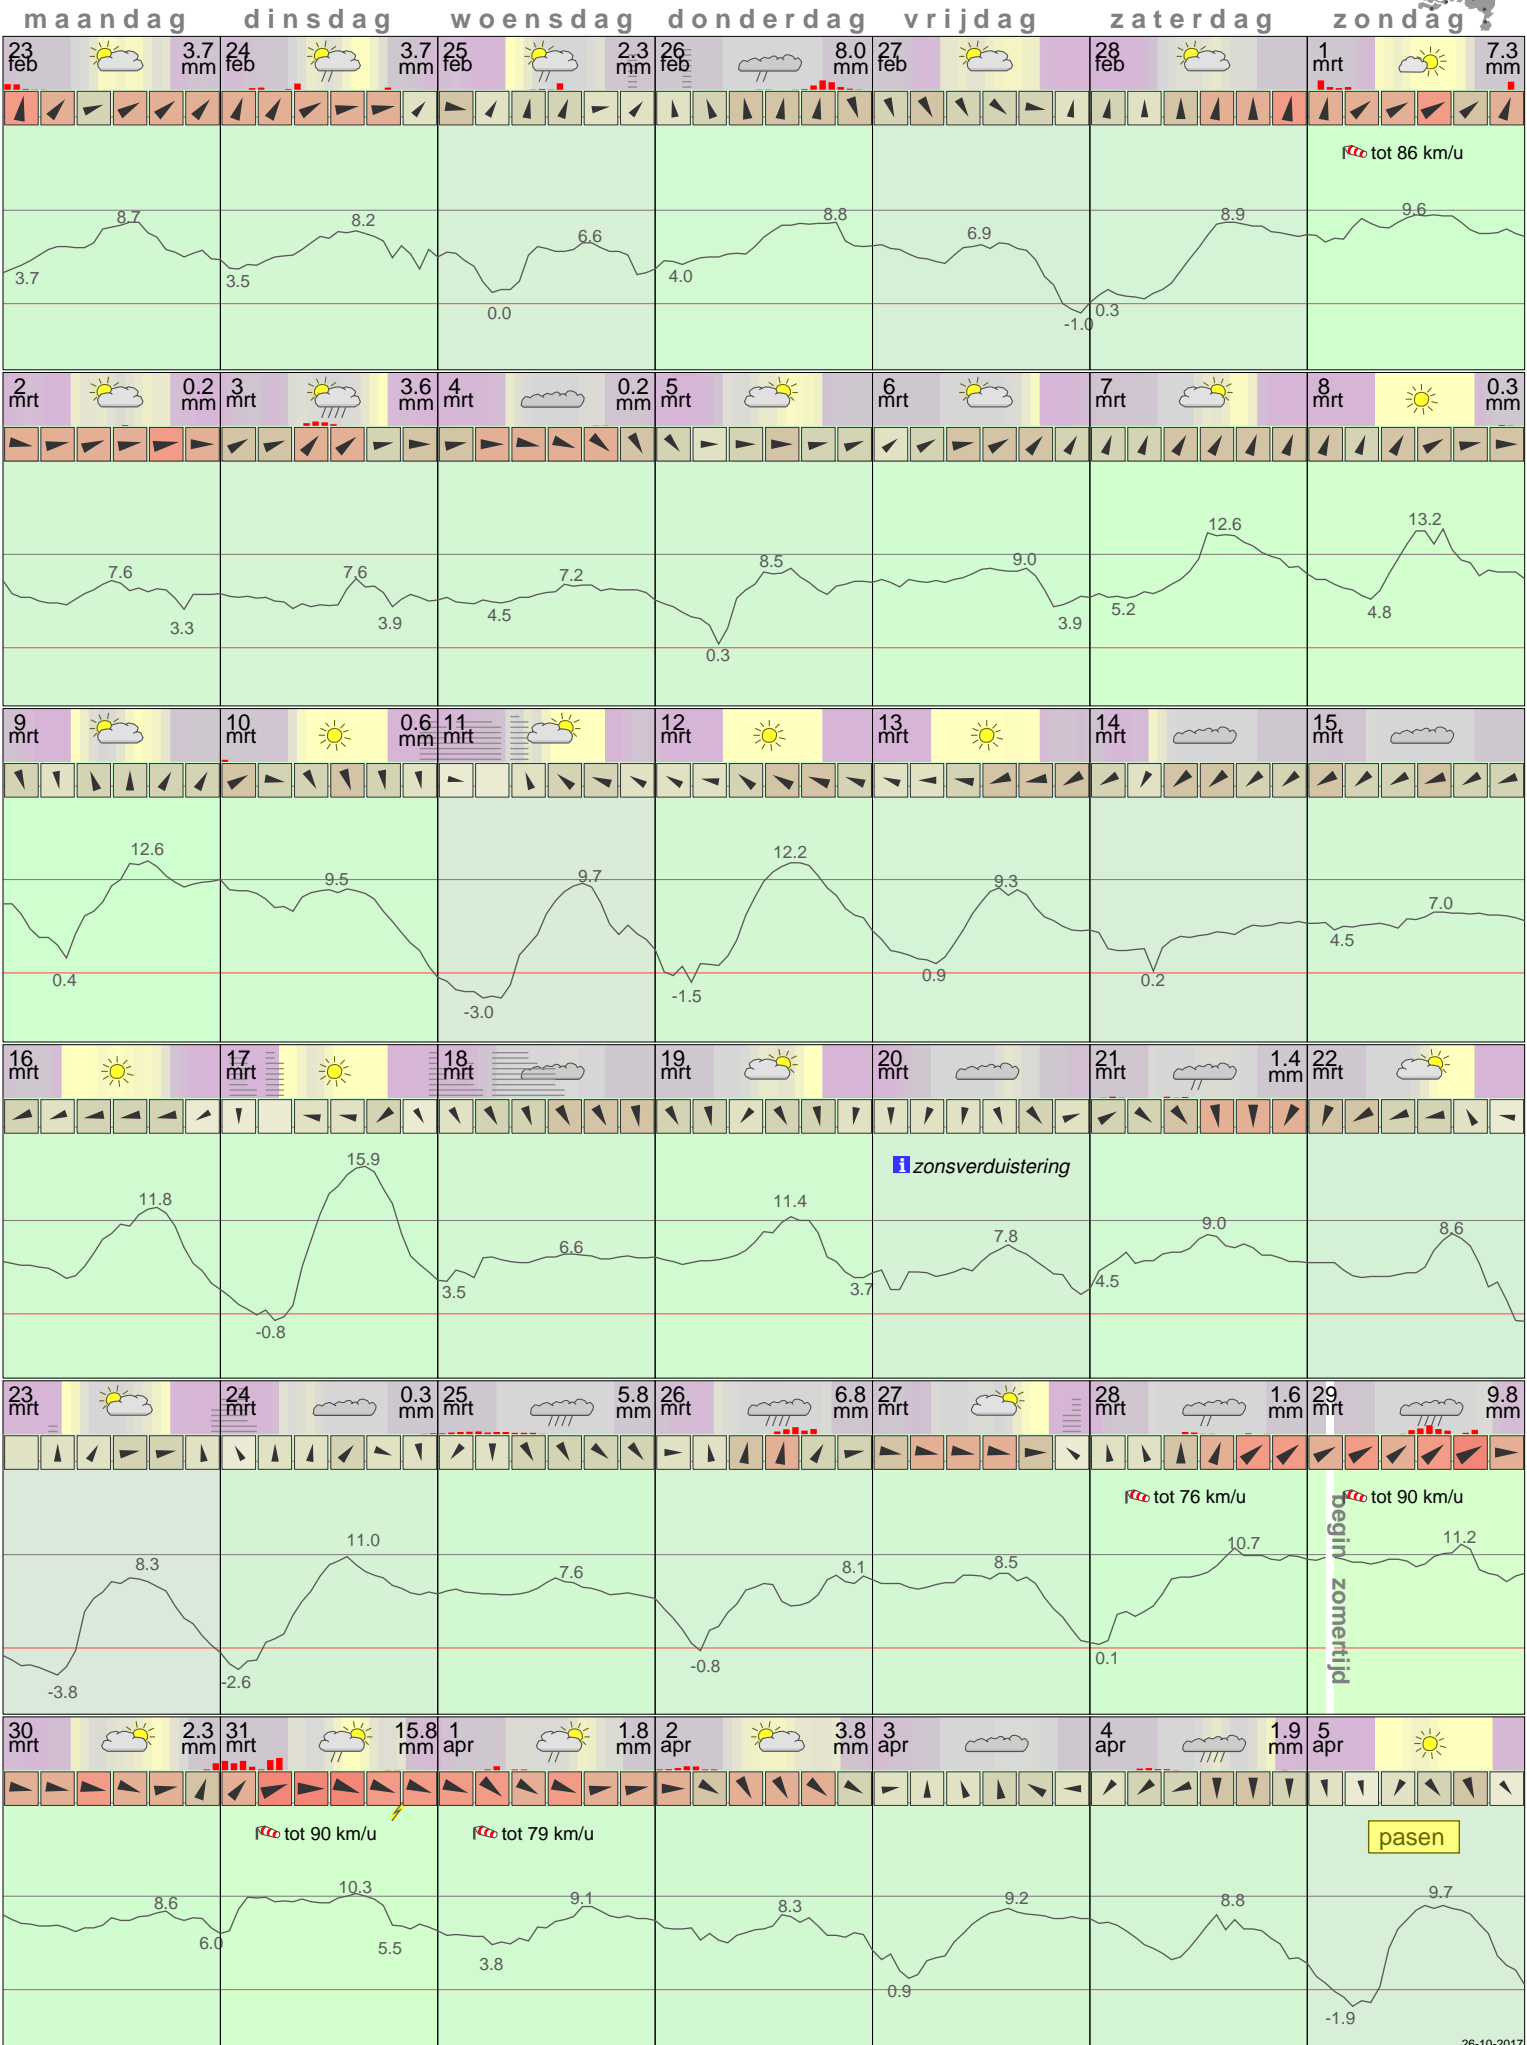 maandag dinsdag woensdag donderdag vrijdag zaterdag zondag
23 feb 3.7 mm 24 feb 3.7 mm 25 feb 2.3 mm 26 feb 8.0 mm 27 feb 28 feb 1 mrt 7.3 mm
tot 86 km/u
8.7 8.2 6.6 8.8 6.9 8.9 9.6
3.7 3.5 0.0 4.0 -1.0 0.3
2 mrt 0.2 mm 3 mrt 3.6 mm 4 mrt 0.2 mm 5 mrt 6 mrt 7 mrt 8 mrt 0.3 mm
7.6 7.6 7.2 8.5 9.0 12.6 13.2
3.3 3.9 4.5 0.3 3.9 5.2 4.8
9 mrt 10 mrt 0.6 mm 11 mrt 12 mrt 13 mrt 14 mrt 15 mrt
12.6 9.5 9.7 12.2 9.3 7.0
0.4 -3.0 -1.5 0.9 0.2 4.5
16 mrt 17 mrt 18 mrt 19 mrt 20 mrt 21 mrt 1.4 mm 22 mrt
i zonsverduistering
11.8 15.9 6.6 11.4 7.8 9.0 8.6
-0.8 3.5 3.7 4.5
23 mrt 24 mrt 0.3 mm 25 mrt 5.8 mm 26 mrt 6.8 mm 27 mrt 28 mrt 1.6 mm 29 mrt 9.8 mm
tot 76 km/u tot 90 km/u
begin zomertijd
8.3 11.0 7.6 8.1 8.5 10.7 11.2
-3.8 -2.6 -0.8 0.1
30 mrt 2.3 mm 31 mrt 15.8 mm 1 apr 1.8 mm 2 apr 3.8 mm 3 apr 4 apr 1.9 mm 5 apr
tot 90 km/u tot 79 km/u pasen
8.6 10.3 9.1 8.3 9.2 8.8 9.7
6.0 5.5 3.8 0.9 -1.9
26-10-2017